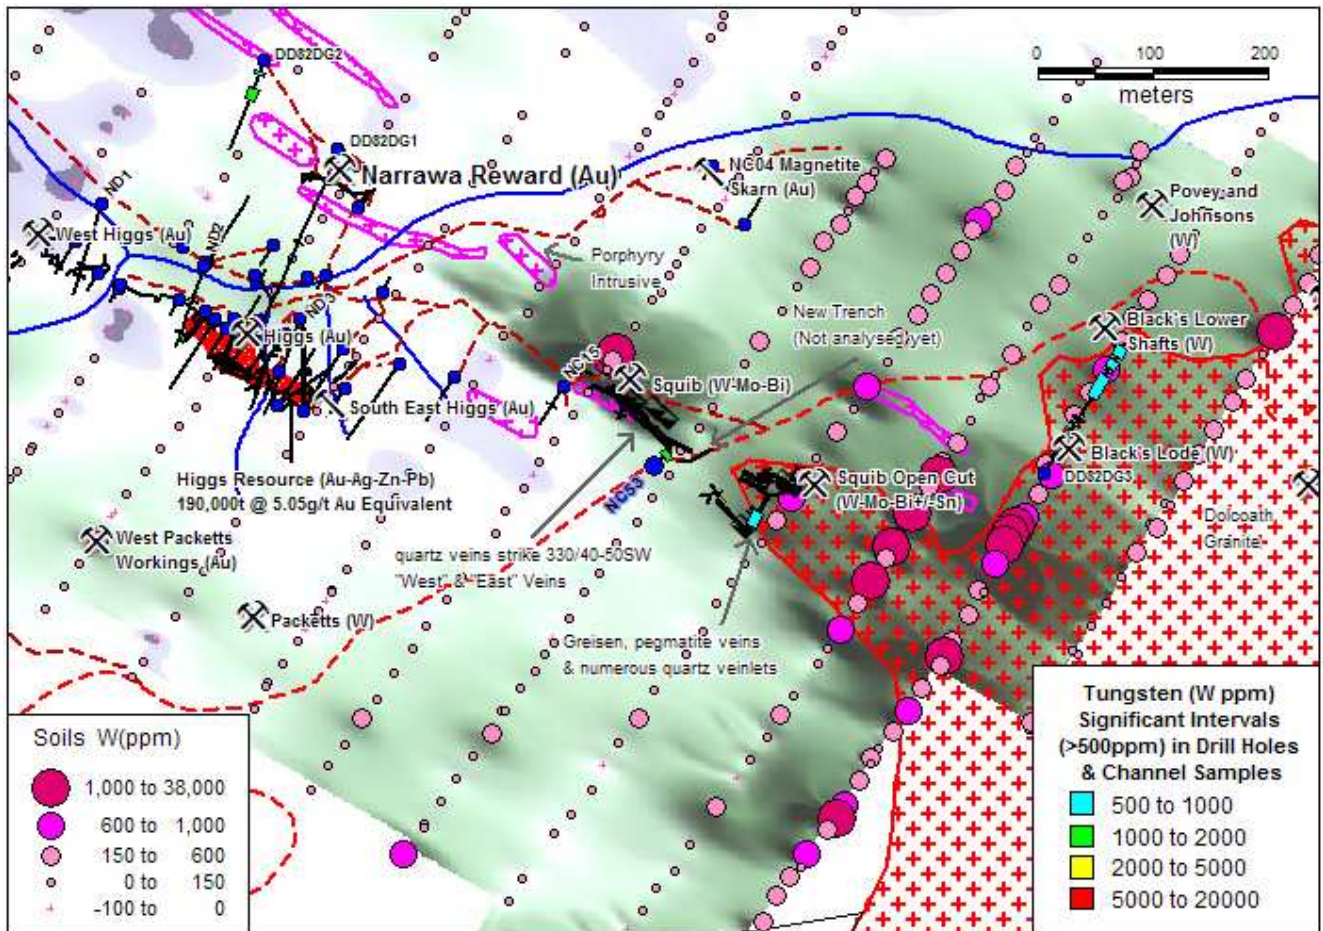 DD82DG2
0 100 200
meters
DD82DG1
Narrawa Reward (Au)
NC04 Magnetite
Skarn (Au)
Povey and
Johnsons
(W)
ND1
West Higgs (Au)
ND2
Porphyry
Intrusive
New Trench
(Not analysed yet)
ND3
Higgs (Au)
Black's Lower
Shafts (W)
NC15
Squib (W-Mo-Bi)
South East Higgs (Au)
Black's Lode (W)
DD82DG3
Higgs Resource (Au-Ag-Zn-Pb)
190,000t @ 5.05g/t Au Equivalent
NC53
Squib Open Cut
(W-Mo-Bi+/-Sn)
Dolcoath
Granite
West Packetts
Workings (Au)
quartz veins strike 330/40-50SW
"West" & "East" Veins
Packetts (W)
Greisen, pegmatite veins
& numerous quartz veinlets
Soils W(ppm)
1,000 to 38,000
600 to 1,000
150 to 600
0 to 150
-100 to 0
Tungsten (W ppm)
Significant Intervals
(>500ppm) in Drill Holes
& Channel Samples
500 to 1000
1000 to 2000
2000 to 5000
5000 to 20000